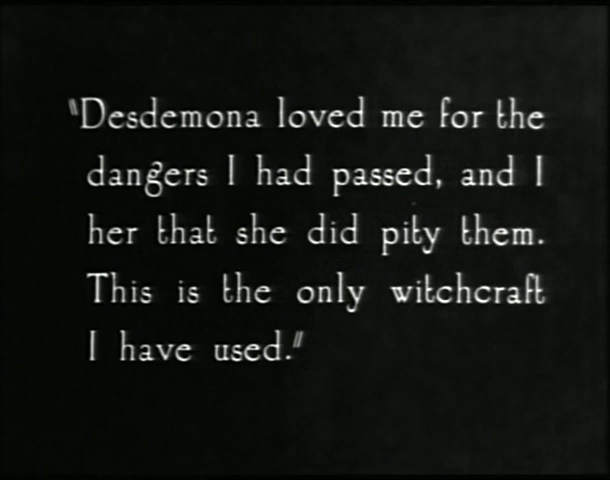 "Desdemona loved me for the
dangers I had passed, and I
her that she did pity them.
This is the only witchcraft
I have used."